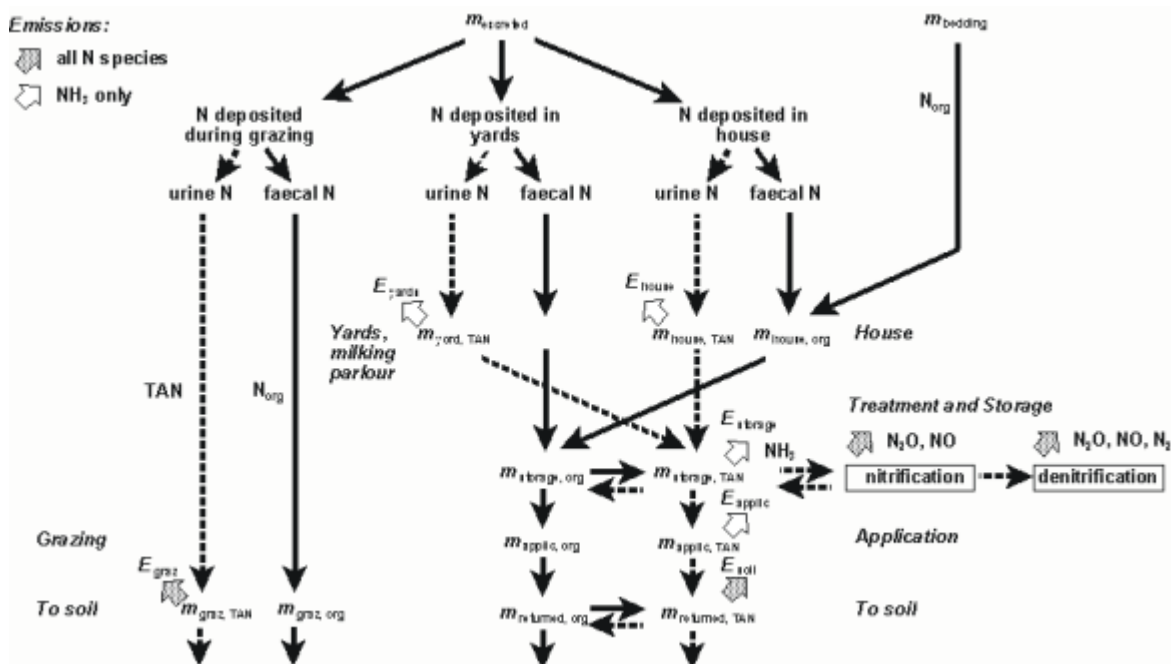 Emissions:
all N species
NH₃ only
m excreted
m bedding
N org
N deposited during grazing
N deposited in yards
N deposited in house
urine N
faecal N
urine N
faecal N
urine N
faecal N
E yards
E house
Yards, milking parlour
m yard, TAN
m house, TAN
m house, org
House
TAN
N org
Treatment and Storage
E storage
NH₃
N₂O, NO
N₂O, NO, N₂
m storage, org
m storage, TAN
nitrification
denitrification
E applic
Grazing
m applic, org
m applic, TAN
Application
E graz
E soil
To soil
m graz, TAN
m graz, org
m returned, org
m returned, TAN
To soil